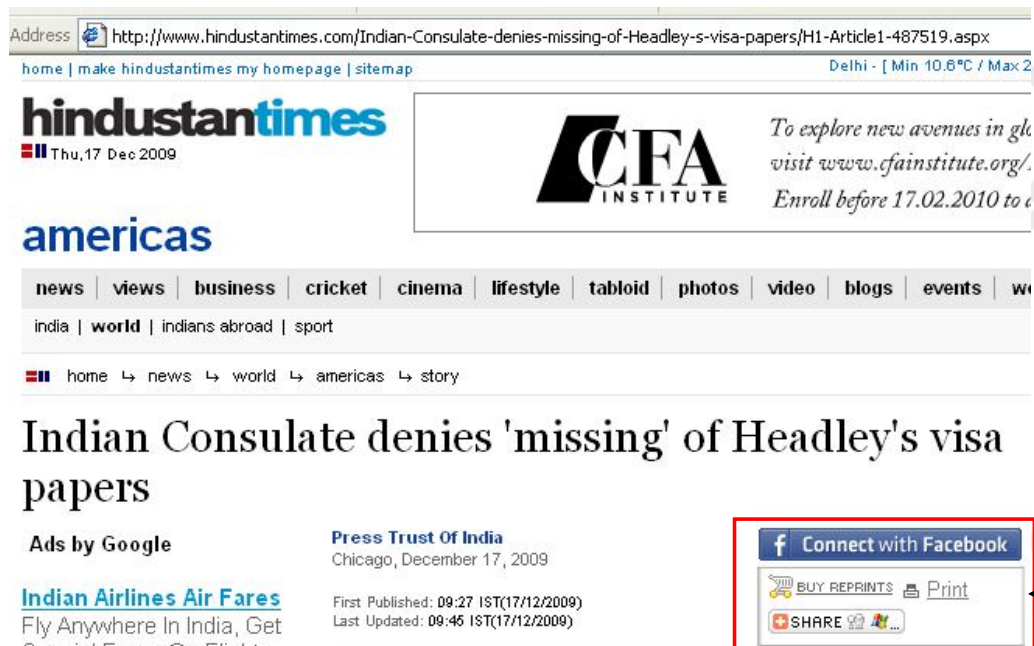 Address http://www.hindustantimes.com/Indian-Consulate-denies-missing-of-Headley-s-visa-papers/H1-Article1-487519.aspx
home | make hindustantimes my homepage | sitemap
Delhi - [ Min 10.6°C / Max 2
hindustantimes
Thu,17 Dec 2009
CFA
INSTITUTE
To explore new avenues in glo
visit www.cfainstitute.org/
Enroll before 17.02.2010 to
americas
news | views | business | cricket | cinema | lifestyle | tabloid | photos | video | blogs | events |
india | world | indians abroad | sport
home ↳ news ↳ world ↳ americas ↳ story
Indian Consulate denies 'missing' of Headley's visa
papers
Ads by Google
Press Trust Of India
Chicago, December 17, 2009
First Published: 09:27 IST(17/12/2009)
Last Updated: 09:45 IST(17/12/2009)
Indian Airlines Air Fares
Fly Anywhere In India, Get
f Connect with Facebook
BUY REPRINTS Print
SHARE ...